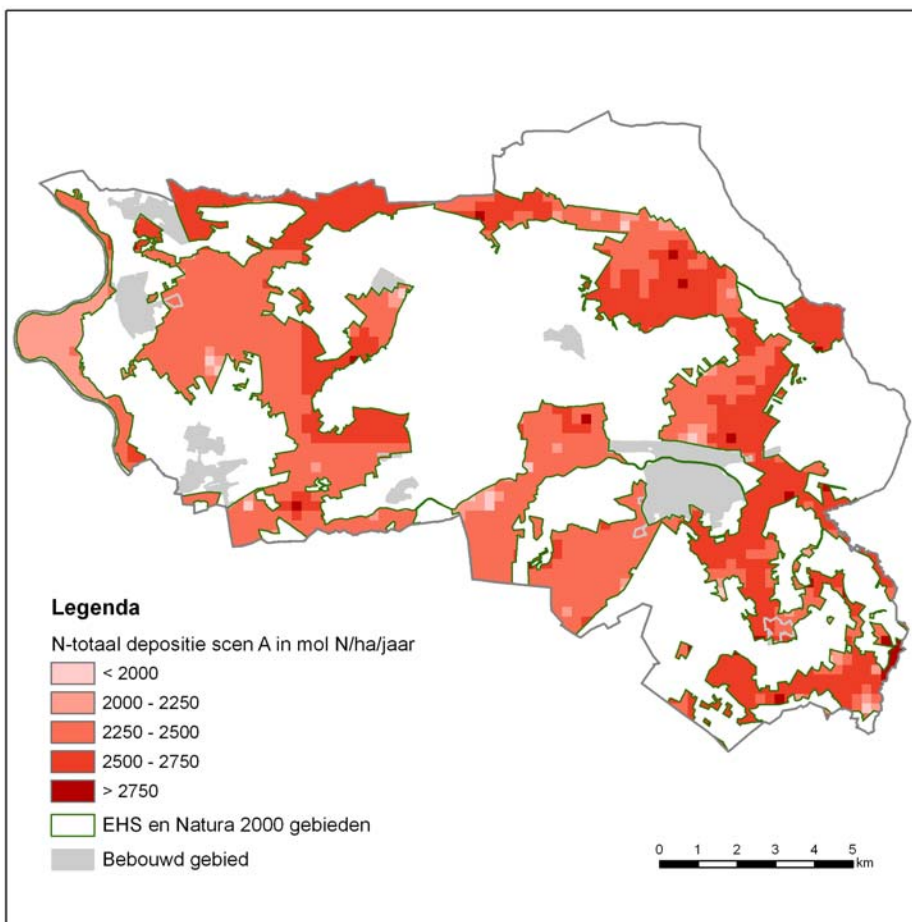 Legenda
N-totaal depositie scen A in mol N/ha/jaar
< 2000
2000 - 2250
2250 - 2500
2500 - 2750
> 2750
EHS en Natura 2000 gebieden
Bebouwd gebied
0 1 2 3 4 5
km